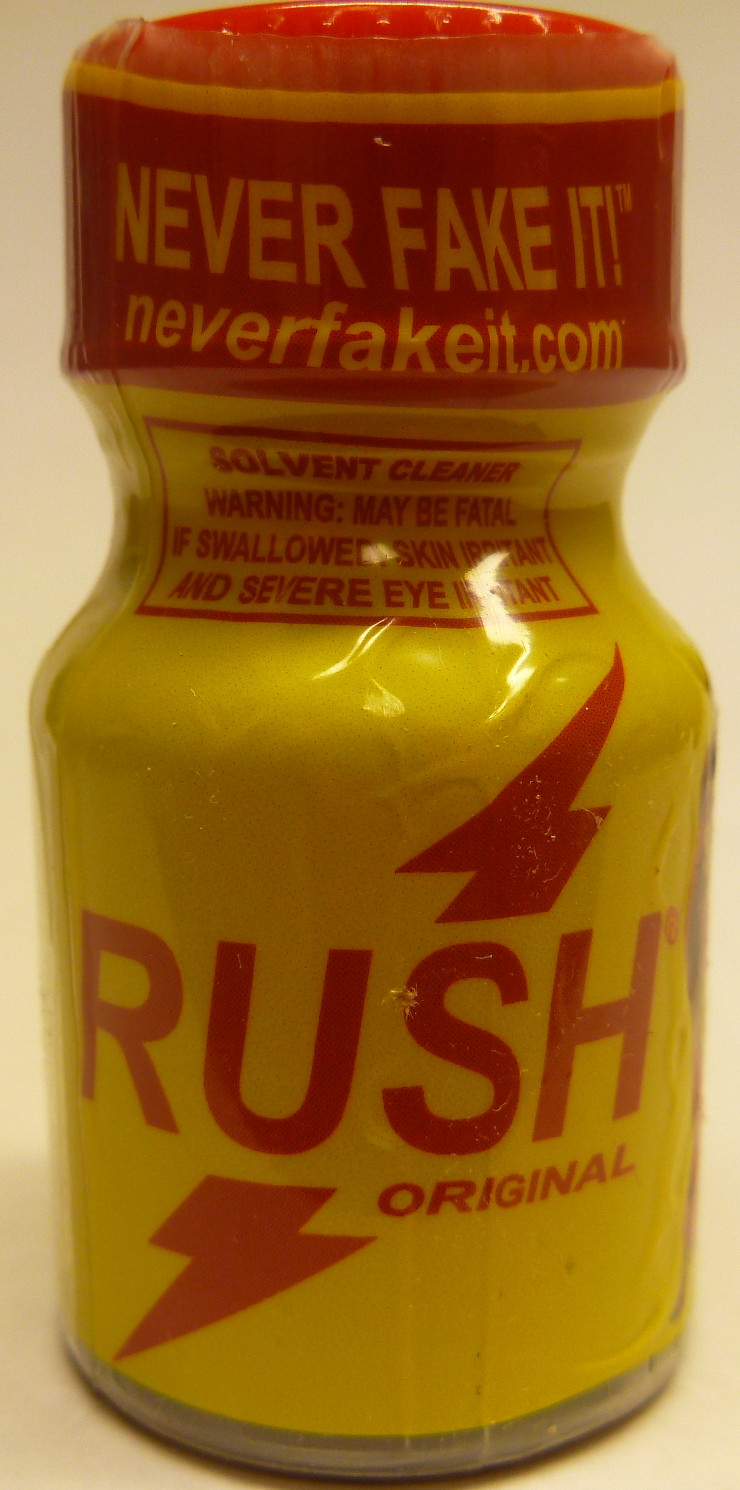 NEVER FAKE IT!™
neverfakeit.com
SOLVENT CLEANER
WARNING: MAY BE FATAL
IF SWALLOWED, SKIN IRRITANT
AND SEVERE EYE IRRITANT
RUSH®
ORIGINAL